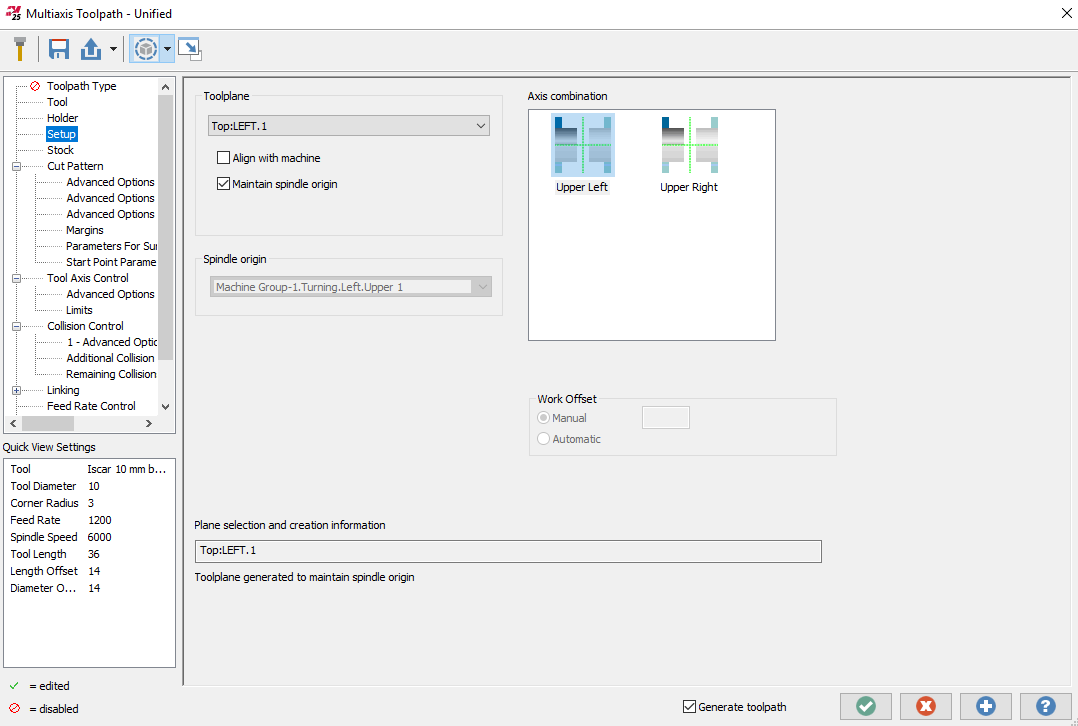 25
Multiaxis Toolpath - Unified
Toolpath Type
Tool
Holder
Setup
Stock
Cut Pattern
Advanced Options
Advanced Options
Advanced Options
Margins
Parameters For Sur
Start Point Parame
Tool Axis Control
Advanced Options
Limits
Collision Control
1 - Advanced Optic
Additional Collision
Remaining Collision
Linking
Feed Rate Control
Quick View Settings
Tool Iscar 10 mm b...
Tool Diameter 10
Corner Radius 3
Feed Rate 1200
Spindle Speed 6000
Tool Length 36
Length Offset 14
Diameter O... 14
= edited
= disabled
Toolplane
Top:LEFT.1
Align with machine
Maintain spindle origin
Spindle origin
Machine Group-1.Turning.Left.Upper 1
Axis combination
Upper Left Upper Right
Work Offset
Manual
Automatic
Plane selection and creation information
Top:LEFT.1
Toolplane generated to maintain spindle origin
Generate toolpath